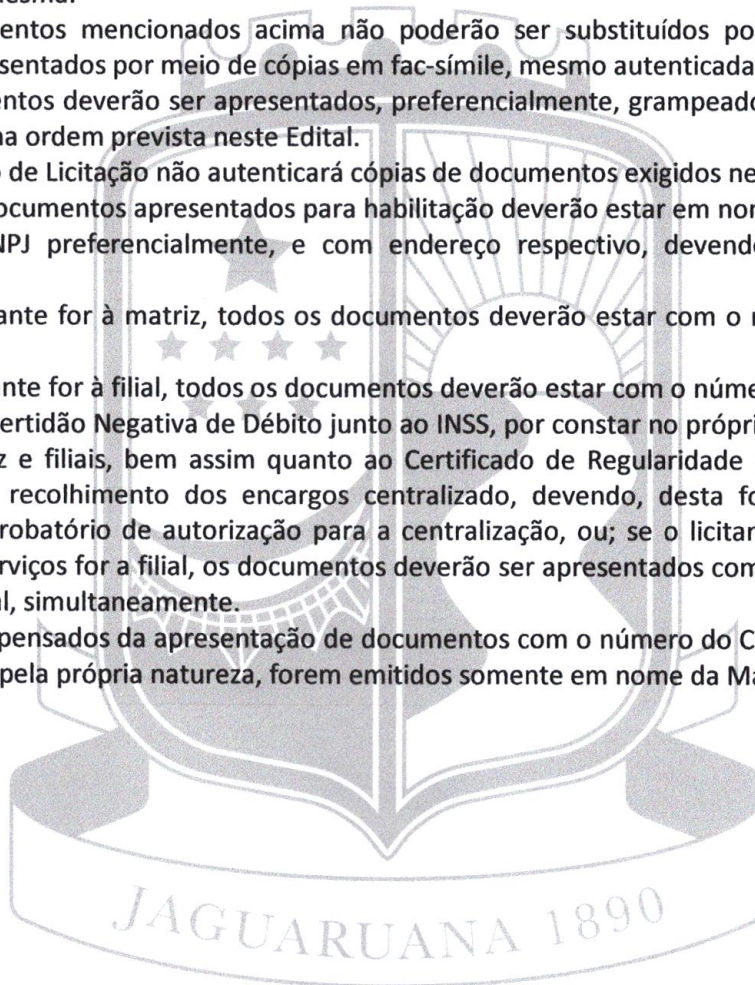 entos mencionados acima não poderão ser substituídos po
sentados por meio de cópias em fac-símile, mesmo autenticada
entos deverão ser apresentados, preferencialmente, grampeado
na ordem prevista neste Edital.
o de Licitação não autenticará cópias de documentos exigidos ne
ocumentos apresentados para habilitação deverão estar em nor
NPJ preferencialmente, e com endereço respectivo, devendo
ante for à matriz, todos os documentos deverão estar com o n
nte for à filial, todos os documentos deverão estar com o núme
ertidão Negativa de Débito junto ao INSS, por constar no própri
z e filiais, bem assim quanto ao Certificado de Regularidade
recolhimento dos encargos centralizado, devendo, desta fo
robatório de autorização para a centralização, ou; se o licitan
rviços for a filial, os documentos deverão ser apresentados com
al, simultaneamente.
pensados da apresentação de documentos com o número do C
pela própria natureza, forem emitidos somente em nome da Ma
JAGUARUANA 1890